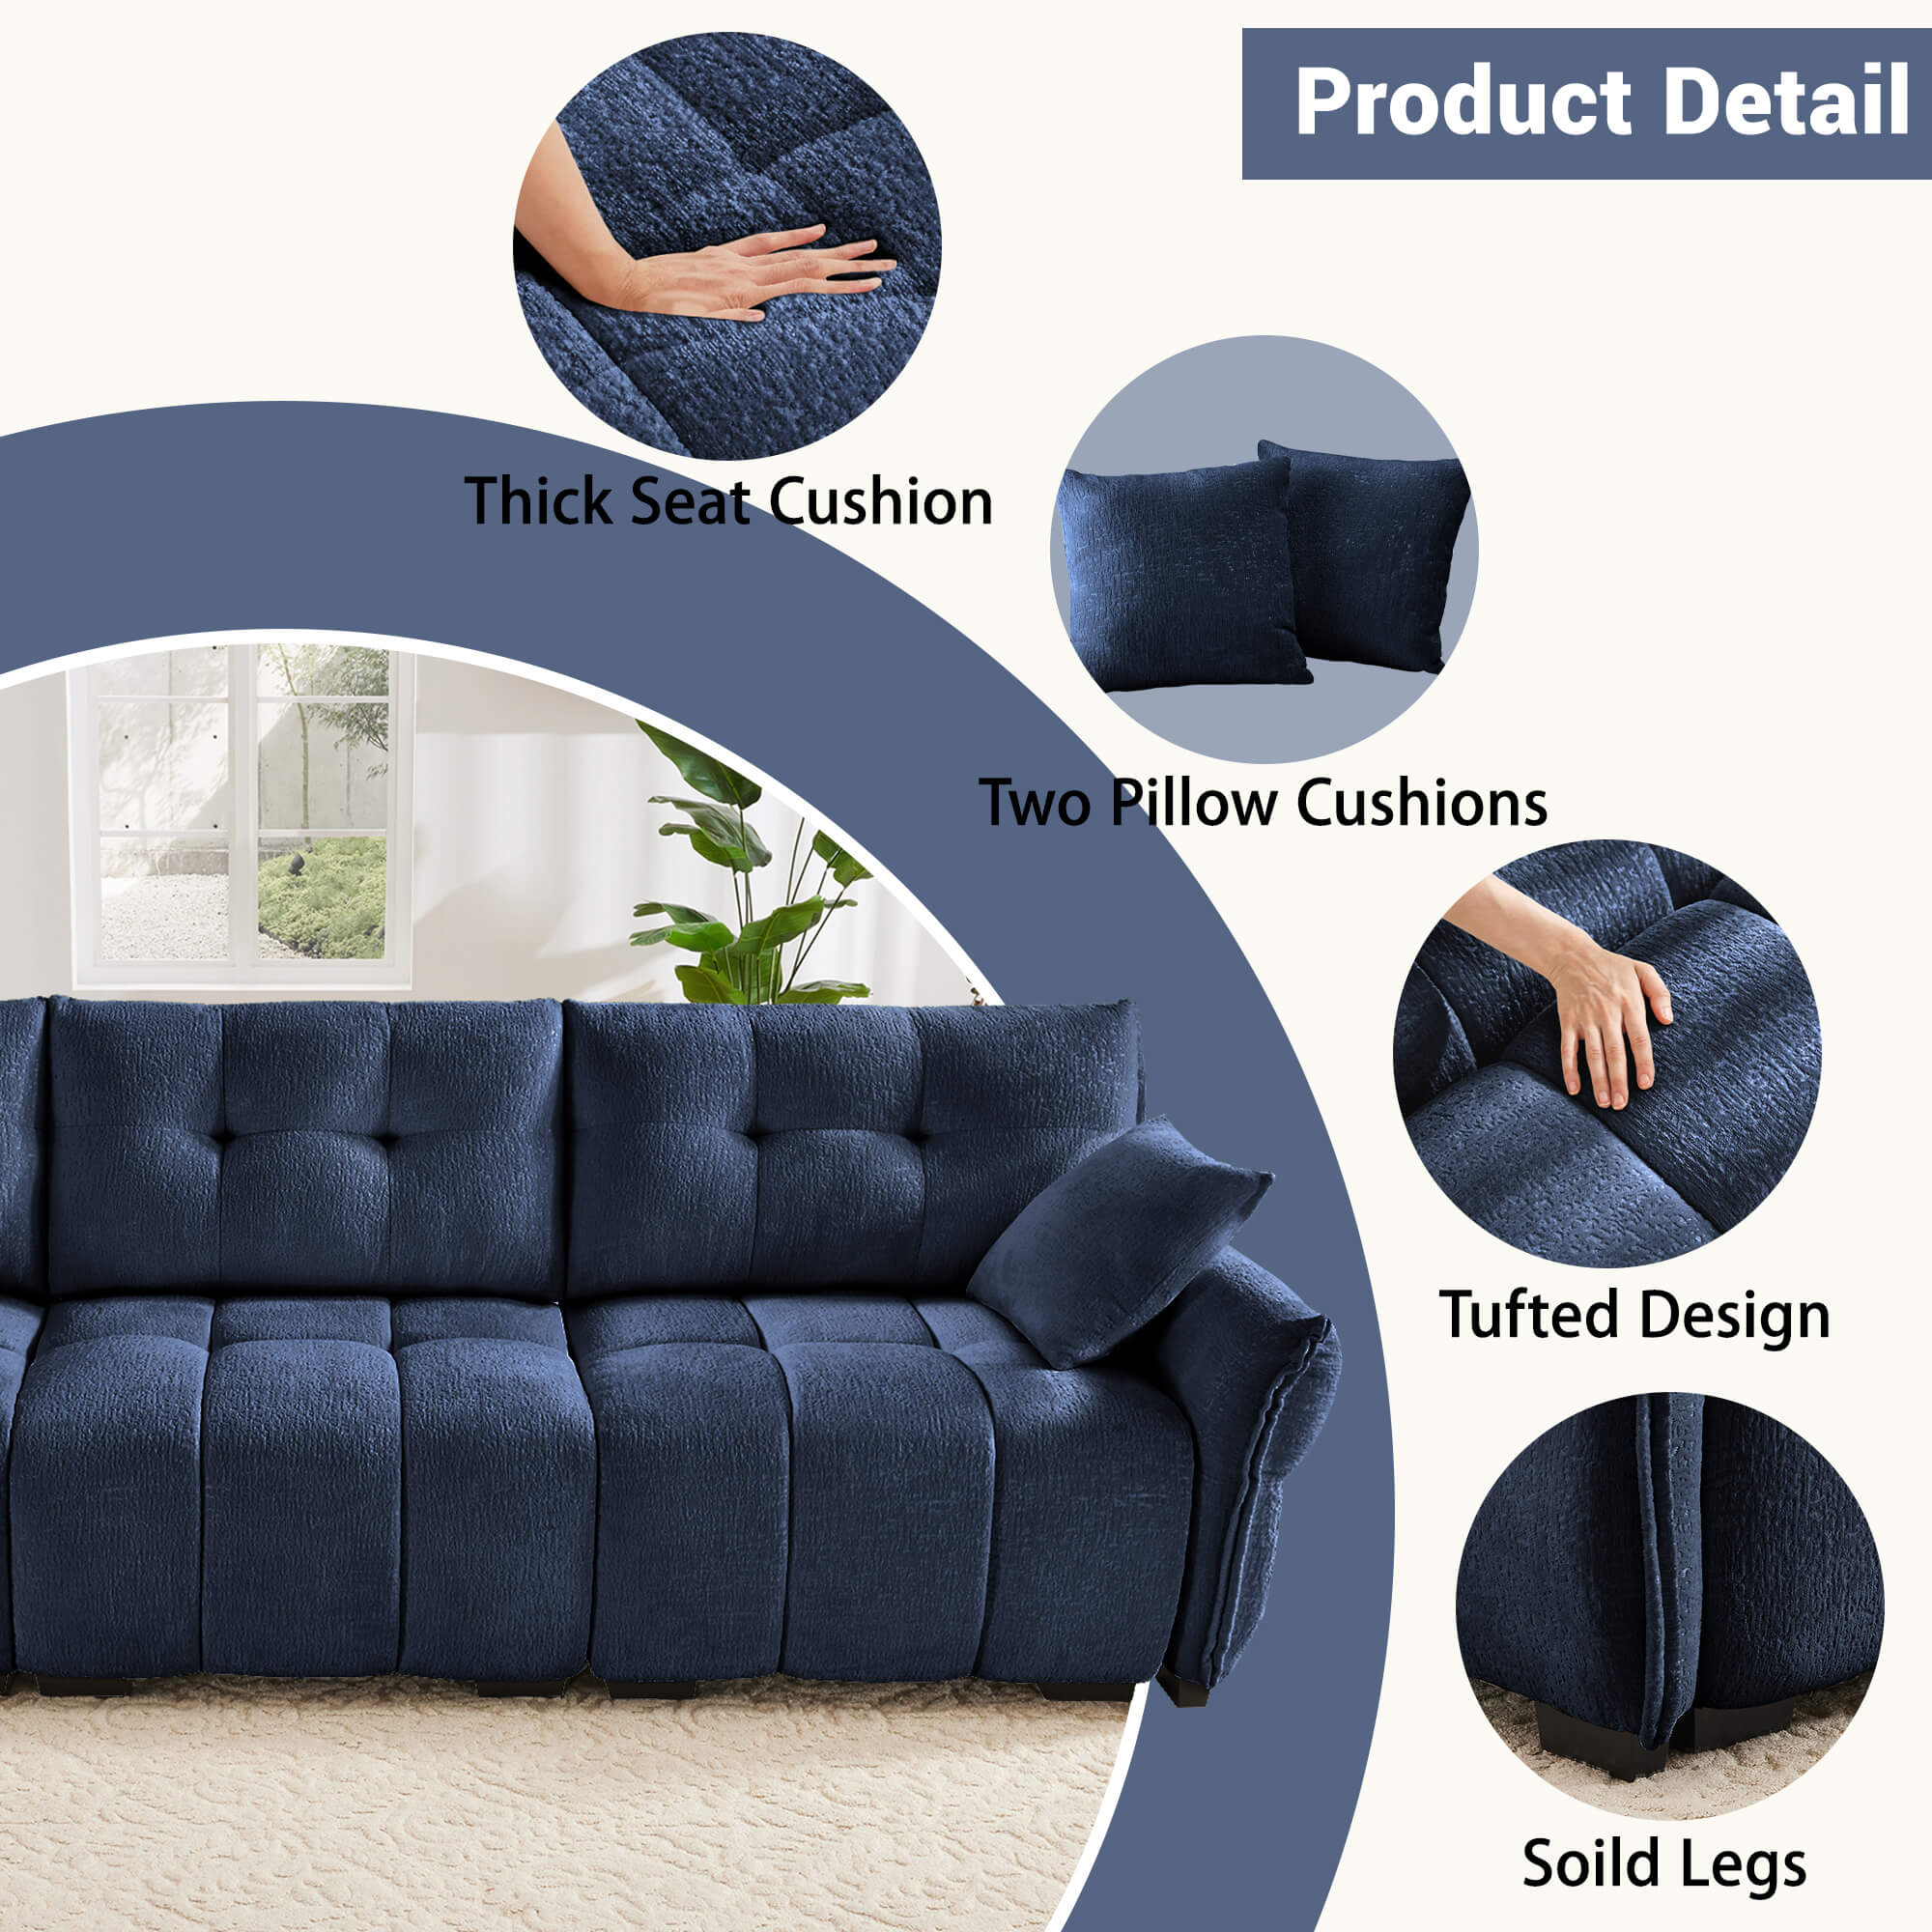 Product Detail
Thick Seat Cushion
Two Pillow Cushions
Tufted Design
Soild Legs